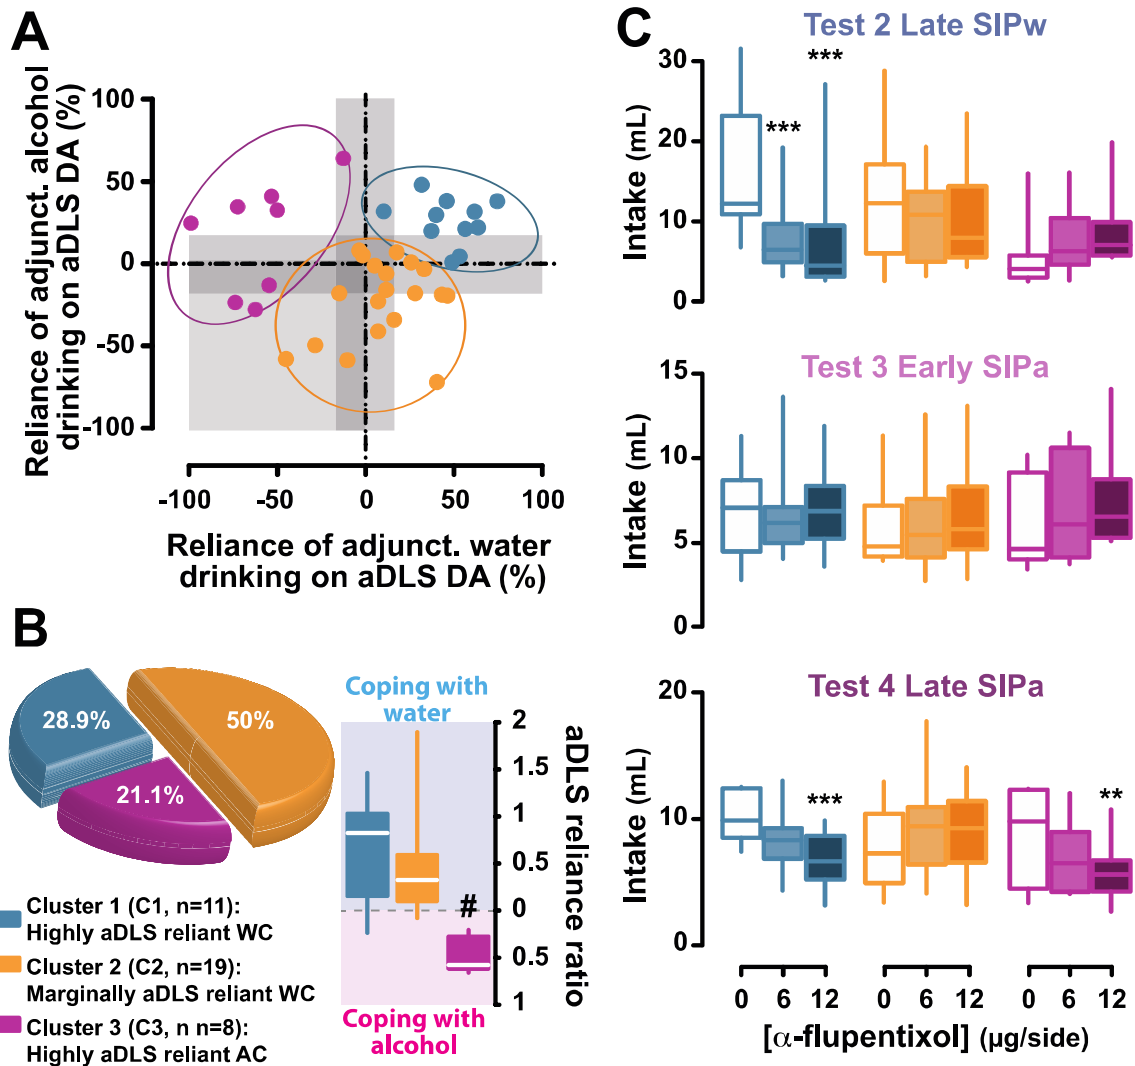 A
Reliance of adjunct. alcohol
drinking on aDLS DA (%)
100
50
0
-50
-100
-100
-50
0
50
100
Reliance of adjunct. water
drinking on aDLS DA (%)
B
28.9%
50%
21.1%
Cluster 1 (C1, n=11):
Highly aDLS reliant WC
Cluster 2 (C2, n=19):
Marginally aDLS reliant WC
Cluster 3 (C3, n n=8):
Highly aDLS reliant AC
Coping with
water
2
1.5
1
0.5
0
0.5
1
#
aDLS reliance ratio
Coping with
alcohol
C
Test 2 Late SIPw
Intake (mL)
30
20
10
0
***
***
Test 3 Early SIPa
Intake (mL)
15
10
5
0
Test 4 Late SIPa
Intake (mL)
20
10
0
***
**
0 6 12 0 6 12 0 6 12
[α-flupentixol] (µg/side)